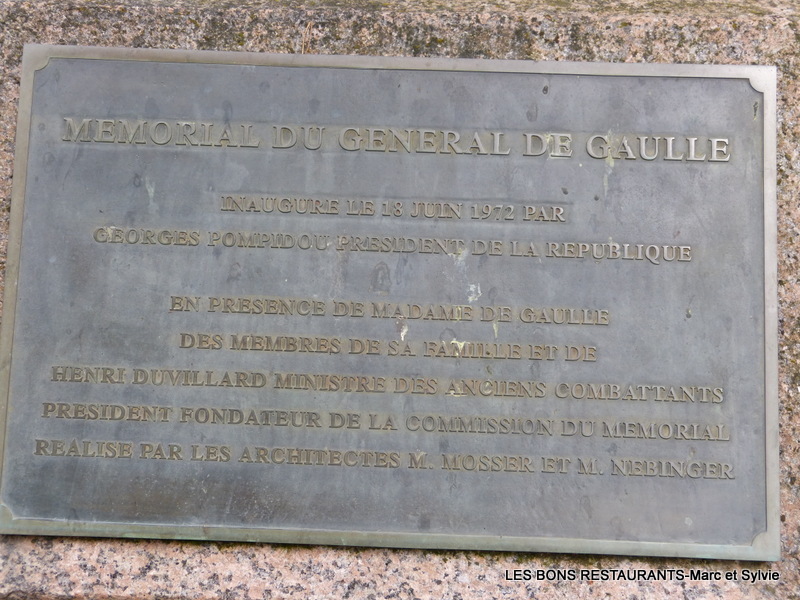 MEMORIAL DU GENERAL DE GAULLE
INAUGURE LE 18 JUIN 1972 PAR
GEORGES POMPIDOU PRESIDENT DE LA REPUBLIQUE
EN PRESENCE DE MADAME DE GAULLE
DES MEMBRES DE SA FAMILLE ET DE
HENRI DUVILLARD MINISTRE DES ANCIENS COMBATTANTS
PRESIDENT FONDATEUR DE LA COMMISSION DU MEMORIAL
REALISE PAR LES ARCHITECTES M. MOSSER ET M. NEBINGER
LES BONS RESTAURANTS-Marc et Sylvie